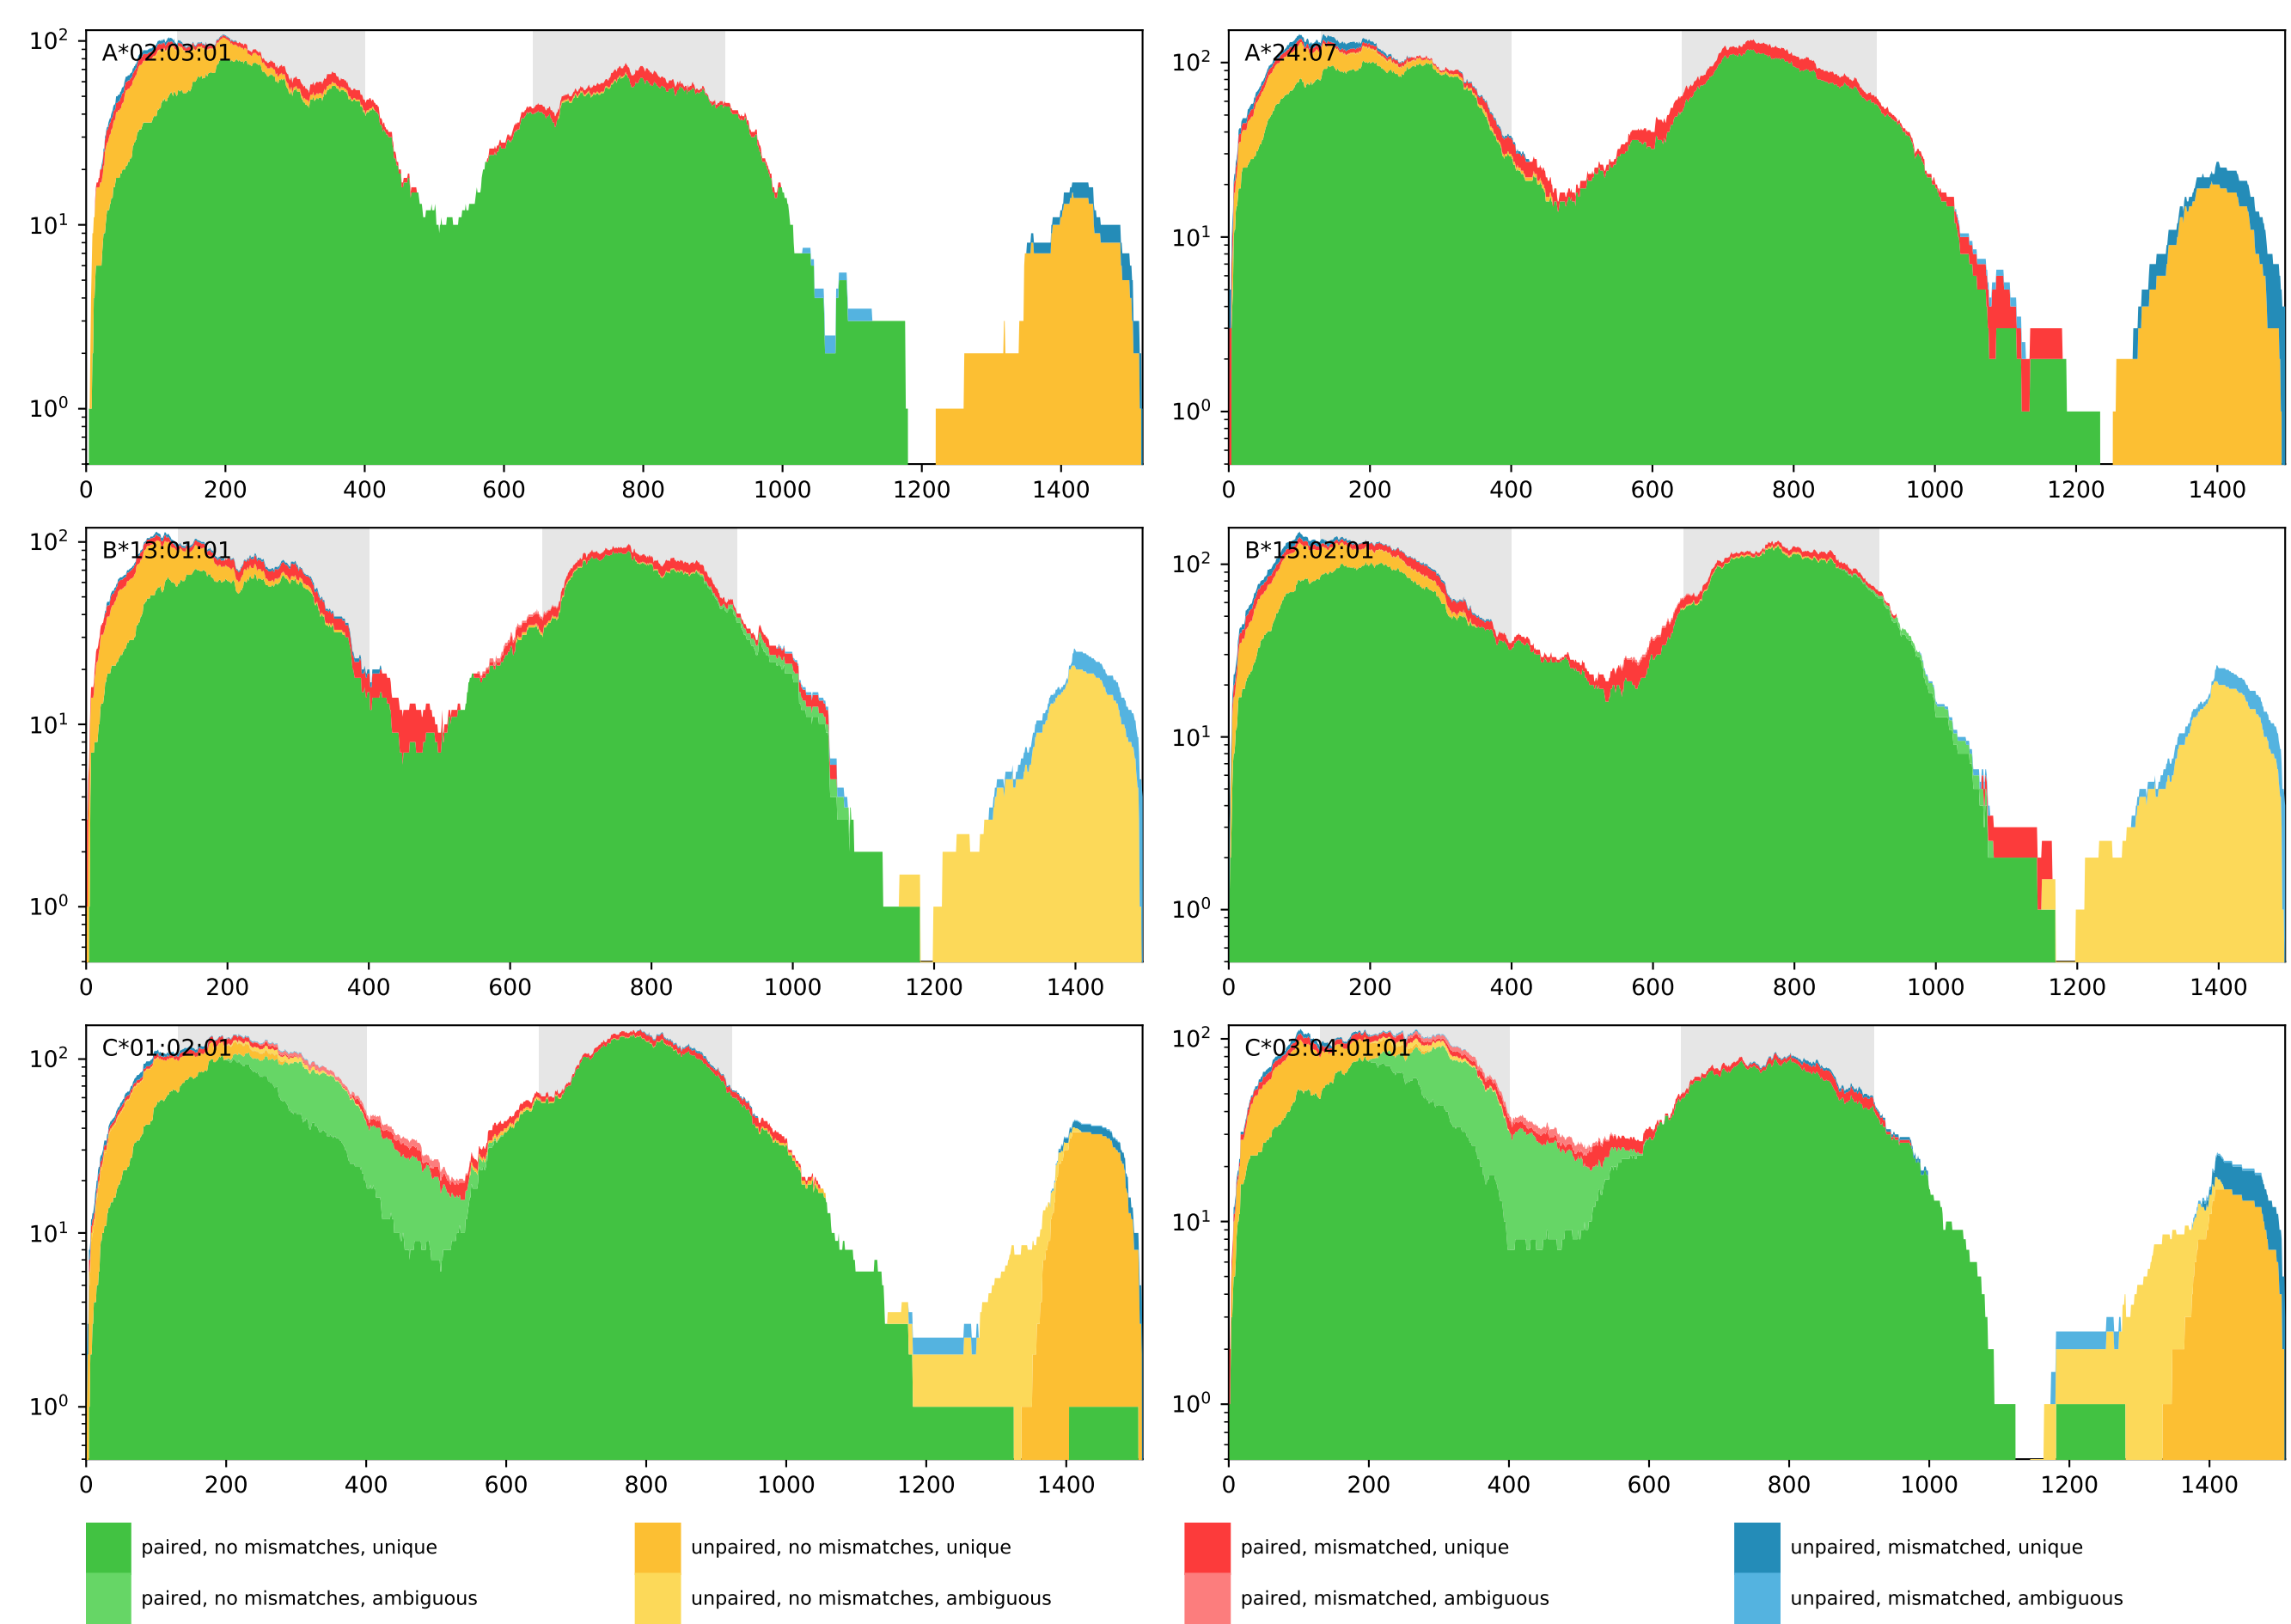 A*02:03:01
10²
10¹
10⁰
0 200 400 600 800 1000 1200 1400
A*24:07
10²
10¹
10⁰
0 200 400 600 800 1000 1200 1400
B*13:01:01
10²
10¹
10⁰
0 200 400 600 800 1000 1200 1400
B*15:02:01
10²
10¹
10⁰
0 200 400 600 800 1000 1200 1400
C*01:02:01
10²
10¹
10⁰
0 200 400 600 800 1000 1200 1400
C*03:04:01:01
10²
10¹
10⁰
0 200 400 600 800 1000 1200 1400
paired, no mismatches, unique
unpaired, no mismatches, unique
paired, mismatched, unique
unpaired, mismatched, unique
paired, no mismatches, ambiguous
unpaired, no mismatches, ambiguous
paired, mismatched, ambiguous
unpaired, mismatched, ambiguous